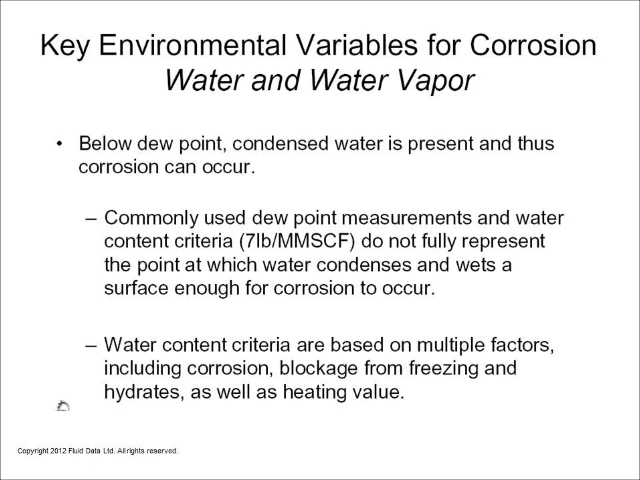 Key Environmental Variables for Corrosion
Water and Water Vapor
• Below dew point, condensed water is present and thus
corrosion can occur.
– Commonly used dew point measurements and water
content criteria (7lb/MMSCF) do not fully represent
the point at which water condenses and wets a
surface enough for corrosion to occur.
– Water content criteria are based on multiple factors,
including corrosion, blockage from freezing and
hydrates, as well as heating value.
Copyright 2012 Fluid Data Ltd. All rights reserved.